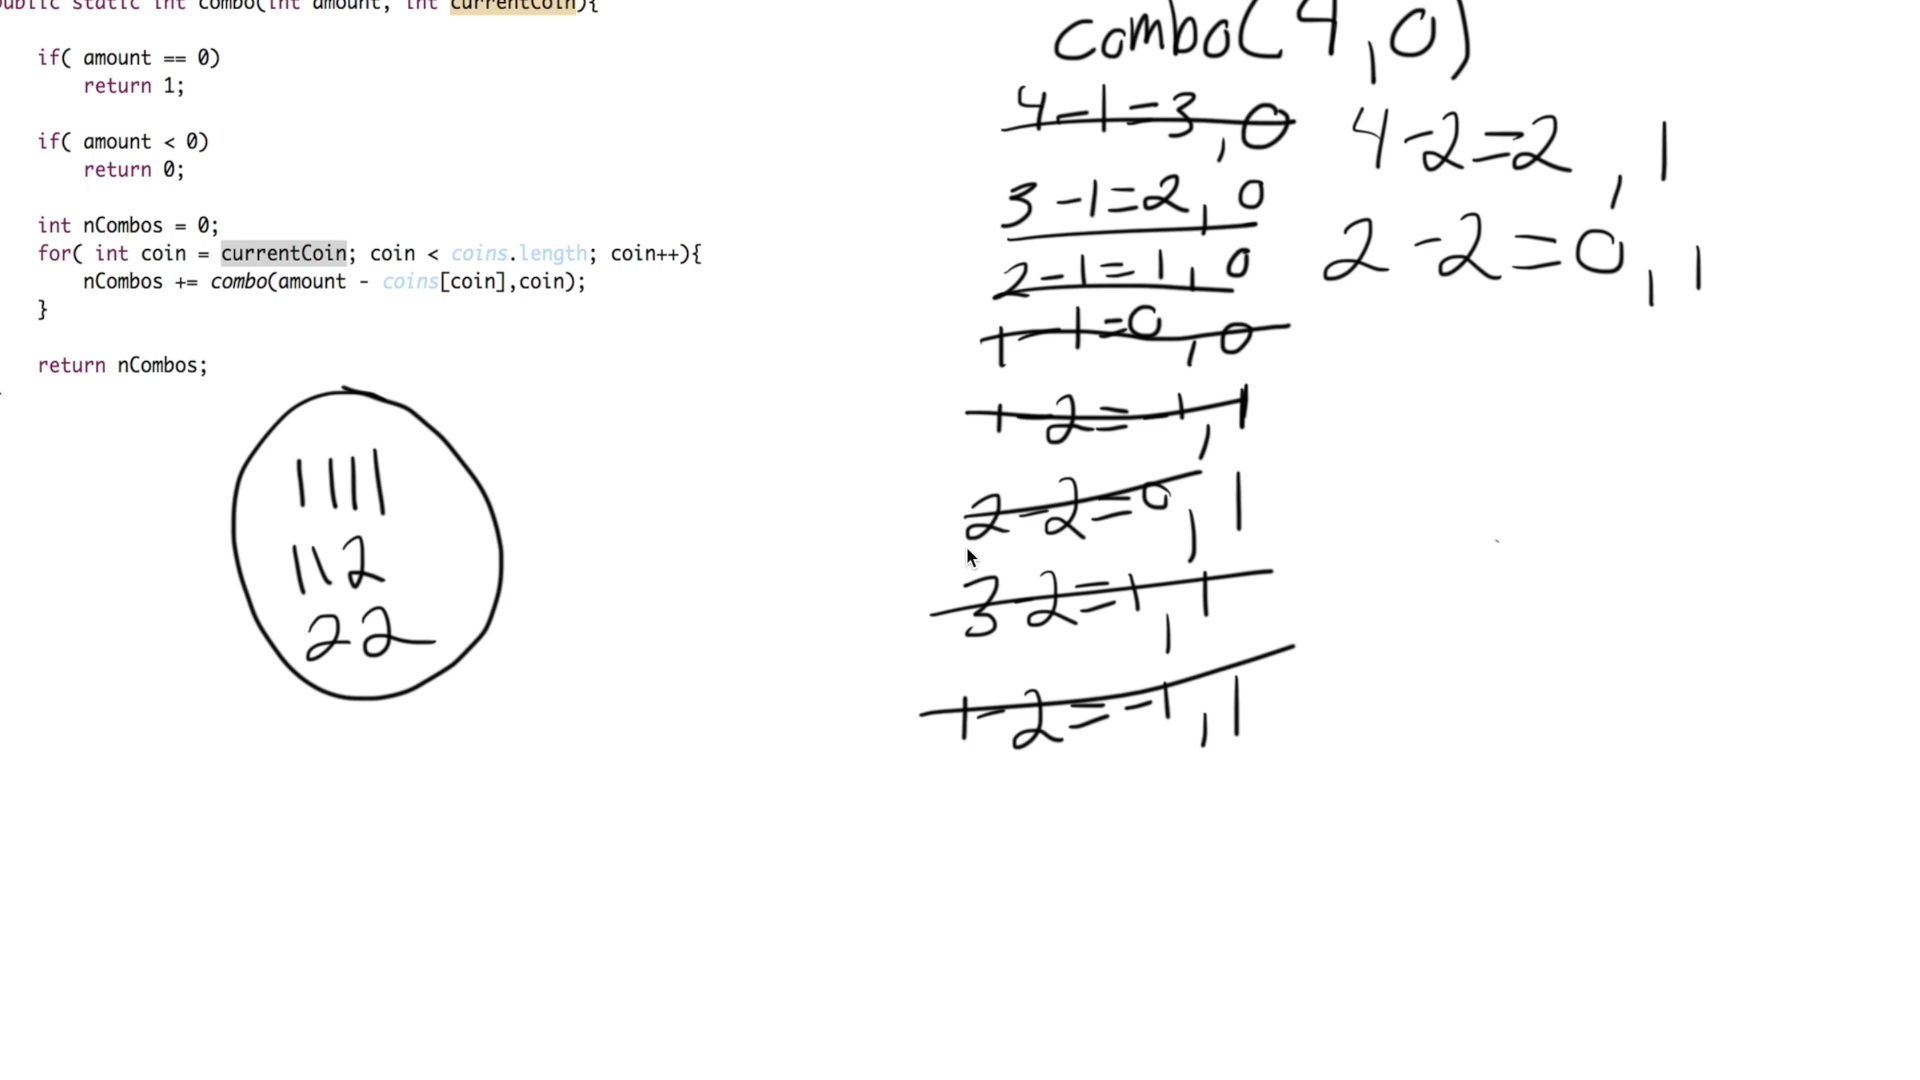 public static int combo(int amount, int currentCoin){
if( amount == 0)
return 1;
if( amount < 0)
return 0;
int nCombos = 0;
for( int coin = currentCoin; coin < coins.length; coin++){
nCombos += combo(amount - coins[coin],coin);
}
return nCombos;
1111
112
22
combo(4,0)
4-1=3,0
3-1=2,0
2-1=1,0
1-1=0,0
1-2=-1,1
2-2=0,1
3-2=1,1
1-2=-1,1
4-2=2,1
2-2=0,1